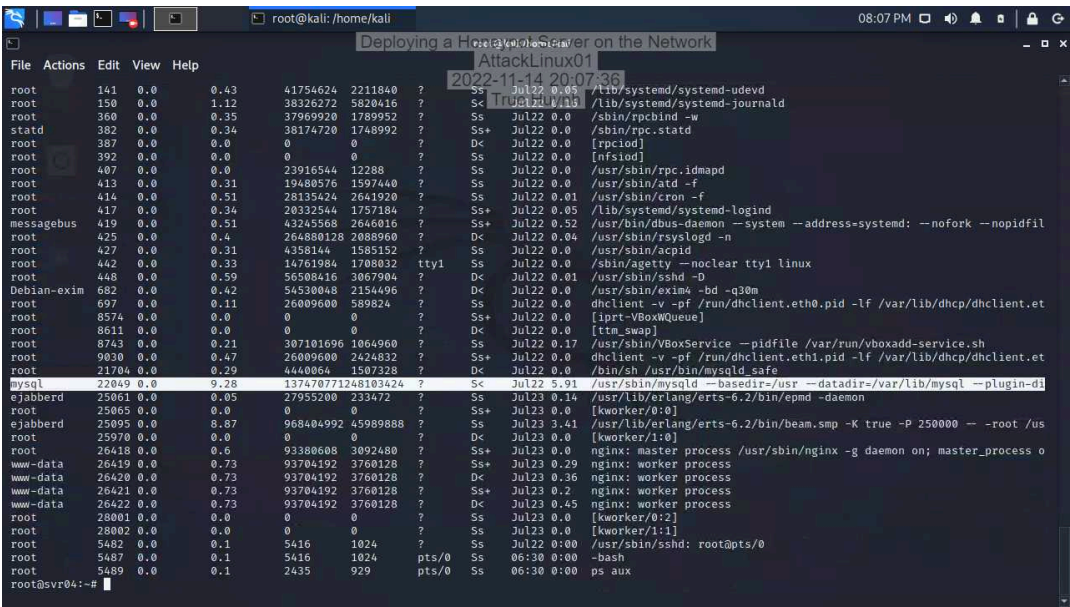 root@kali: /home/kali
08:07 PM
Deploying a Honeypot Server on the Network
AttackLinux01
2022-11-14 20:07:36
Truc Huynh
File Actions Edit View Help
root 141 0.0 0.43 41754624 2211840 ? Ss Jul22 0.05 /lib/systemd/systemd-udevd
root 150 0.0 1.12 38326272 5820416 ? S< Jul22 /lib/systemd/systemd-journald
root 360 0.0 0.35 37969920 1789952 ? Ss Jul22 0.0 /sbin/rpcbind -w
statd 382 0.0 0.34 38174720 1748992 ? Ss+ Jul22 0.0 /sbin/rpc.statd
root 387 0.0 0.0 0 0 ? D< Jul22 0.0 [rpciod]
root 392 0.0 0.0 0 0 ? Ss Jul22 0.0 [nfsiod]
root 407 0.0 0.0 23916544 12288 ? Ss Jul22 0.0 /usr/sbin/rpc.idmapd
root 413 0.0 0.31 19480576 1597440 ? Ss Jul22 0.0 /usr/sbin/atd -f
root 414 0.0 0.51 28135424 2641920 ? Ss Jul22 0.01 /usr/sbin/cron -f
root 417 0.0 0.34 20332544 1757184 ? Ss+ Jul22 0.05 /lib/systemd/systemd-logind
messagebus 419 0.0 0.51 43245568 2646016 ? Ss+ Jul22 0.52 /usr/bin/dbus-daemon --system --address=systemd: --nofork --nopidfil
root 425 0.0 0.4 264880128 2088960 ? D< Jul22 0.04 /usr/sbin/rsyslogd -n
root 427 0.0 0.31 4358144 1585152 ? Ss Jul22 0.0 /usr/sbin/acpid
root 442 0.0 0.33 14761984 1708032 tty1 Ss Jul22 0.0 /sbin/agetty --noclear tty1 linux
root 448 0.0 0.59 56508416 3067904 ? D< Jul22 0.01 /usr/sbin/sshd -D
Debian-exim 682 0.0 0.42 54530048 2154496 ? D< Jul22 0.0 /usr/sbin/exim4 -bd -q30m
root 697 0.0 0.11 26009600 589824 ? Ss Jul22 0.0 dhclient -v -pf /run/dhclient.eth0.pid -lf /var/lib/dhcp/dhclient.et
root 8574 0.0 0.0 0 0 ? Ss+ Jul22 0.0 [iprt-VBoxWQueue]
root 8611 0.0 0.0 0 0 ? D< Jul22 0.0 [ttm_swap]
root 8743 0.0 0.21 307101696 1064960 ? Ss Jul22 0.17 /usr/sbin/VBoxService --pidfile /var/run/vboxadd-service.sh
root 9030 0.0 0.47 26009600 2424832 ? Ss+ Jul22 0.0 dhclient -v -pf /run/dhclient.eth1.pid -lf /var/lib/dhcp/dhclient.et
root 21704 0.0 0.29 4440064 1507328 ? D< Jul22 0.0 /bin/sh /usr/bin/mysqld_safe
mysql 22049 0.0 9.28 137470771248103424 ? S< Jul22 5.91 /usr/sbin/mysqld --basedir=/usr --datadir=/var/lib/mysql --plugin-di
ejabberd 25061 0.0 0.05 27955200 233472 ? Ss Jul23 0.14 /usr/lib/erlang/erts-6.2/bin/epmd -daemon
root 25065 0.0 0.0 0 0 ? Ss+ Jul23 0.0 [kworker/0:0]
ejabberd 25095 0.0 8.87 968404992 45989888 ? Ss Jul23 3.41 /usr/lib/erlang/erts-6.2/bin/beam.smp -K true -P 250000 -- -root /us
root 25970 0.0 0.0 0 0 ? D< Jul23 0.0 [kworker/1:0]
root 26418 0.0 0.6 93380608 3092480 ? Ss+ Jul23 0.0 nginx: master process /usr/sbin/nginx -g daemon on; master_process o
www-data 26419 0.0 0.73 93704192 3760128 ? Ss+ Jul23 0.29 nginx: worker process
www-data 26420 0.0 0.73 93704192 3760128 ? D< Jul23 0.36 nginx: worker process
www-data 26421 0.0 0.73 93704192 3760128 ? Ss+ Jul23 0.2 nginx: worker process
www-data 26422 0.0 0.73 93704192 3760128 ? D< Jul23 0.45 nginx: worker process
root 28001 0.0 0.0 0 0 ? Ss Jul23 0.0 [kworker/0:2]
root 28002 0.0 0.0 0 0 ? Ss Jul23 0.0 [kworker/1:1]
root 5482 0.0 0.1 5416 1024 ? Ss Jul22 0:00 /usr/sbin/sshd: root@pts/0
root 5487 0.0 0.1 5416 1024 pts/0 Ss 06:30 0:00 -bash
root 5489 0.0 0.1 2435 929 pts/0 Ss 06:30 0:00 ps aux
root@svr04:~#